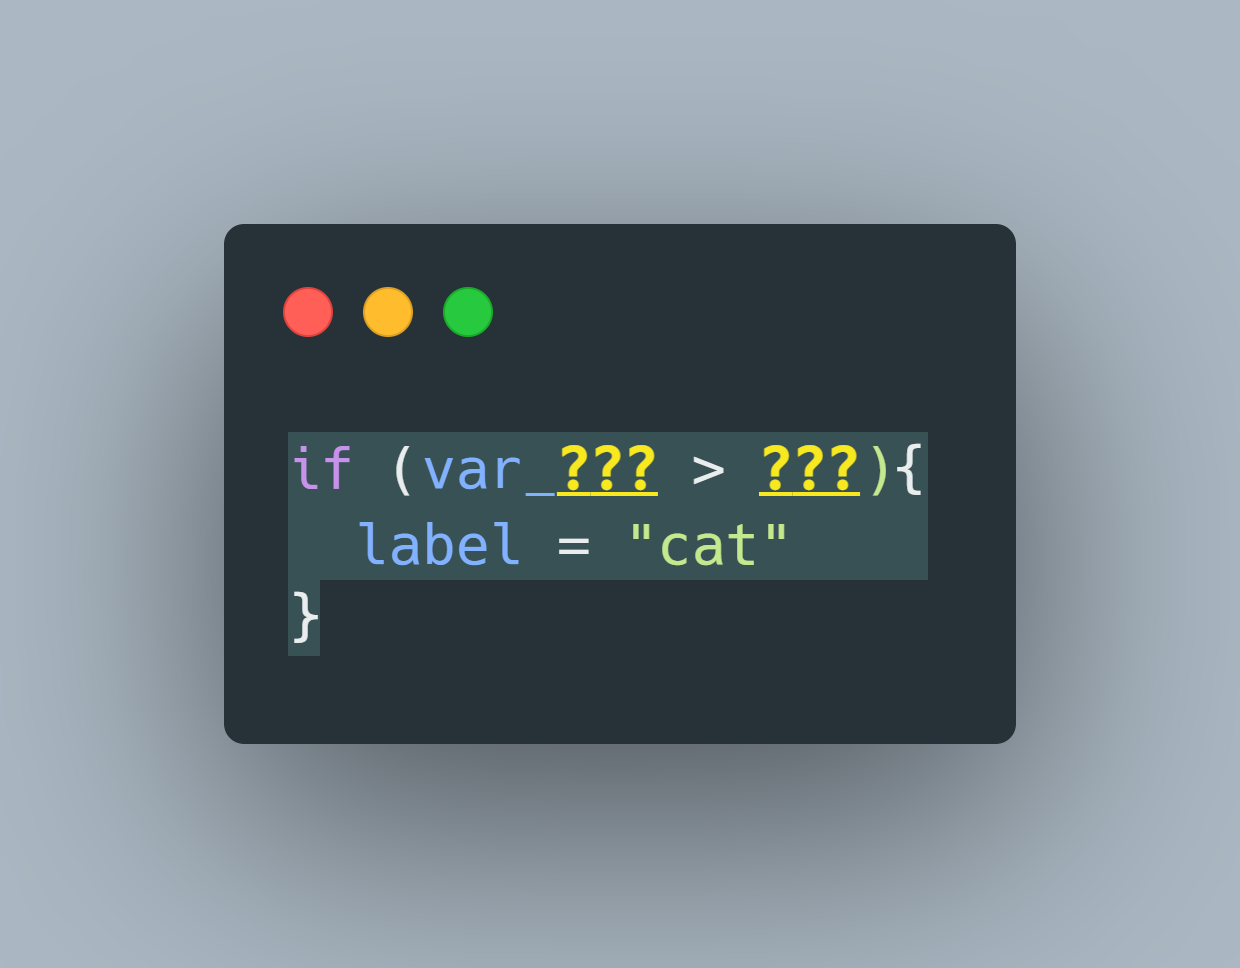 if (var_??? > ???){
  label = "cat"
}